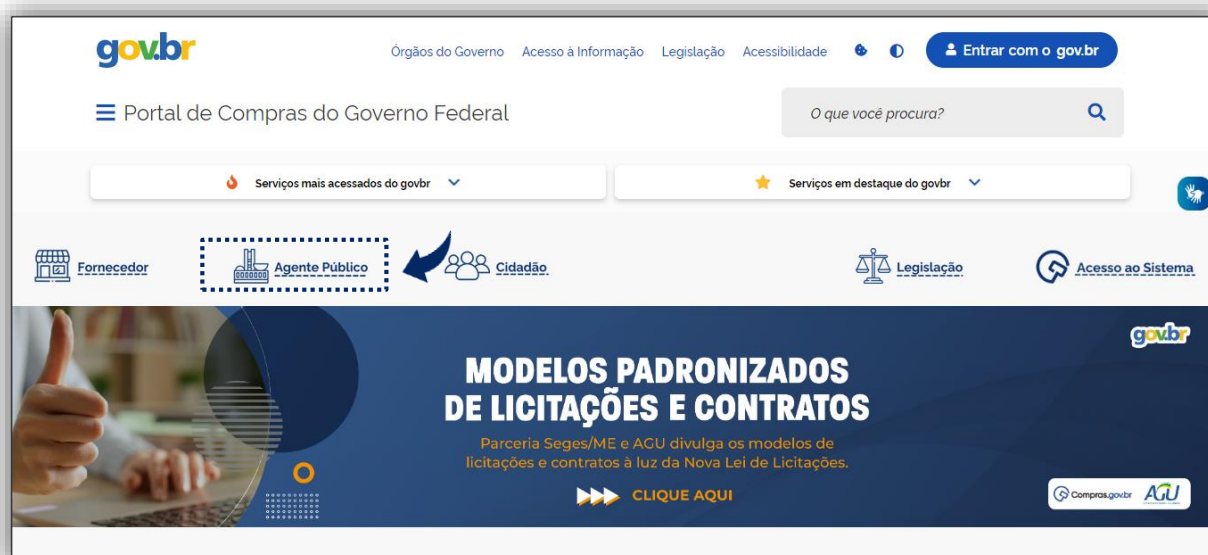 gov.br
Órgãos do Governo Acesso à Informação Legislação Acessibilidade Entrar com o gov.br
Portal de Compras do Governo Federal
O que você procura?
Serviços mais acessados do govbr Serviços em destaque do govbr
Fornecedor Agente Público Cidadão Legislação Acesso ao Sistema
gov.br
MODELOS PADRONIZADOS
DE LICITAÇÕES E CONTRATOS
Parceria Seges/ME e AGU divulga os modelos de
licitações e contratos à luz da Nova Lei de Licitações.
CLIQUE AQUI
Compras.gov.br AGU